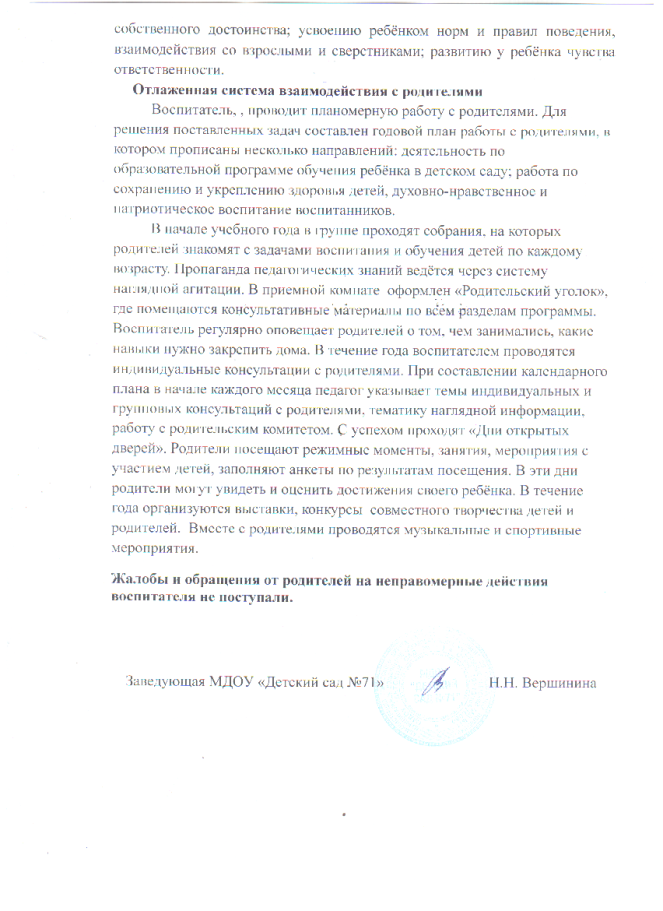 собственного достоинства; усвоению ребёнком норм и правил поведения,
взаимодействия со взрослыми и сверстниками; развитию у ребёнка чувства
ответственности.
Отлаженная система взаимодействия с родителями
Воспитатель, , проводит планомерную работу с родителями. Для
решения поставленных задач составлен годовой план работы с родителями, в
котором прописаны несколько направлений: деятельность по
образовательной программе обучения ребёнка в детском саду; работа по
сохранению и укреплению здоровья детей, духовно-нравственное и
патриотическое воспитание воспитанников.
В начале учебного года в группе проходят собрания, на которых
родителей знакомят с задачами воспитания и обучения детей по каждому
возрасту. Пропаганда педагогических знаний ведётся через систему
наглядной агитации. В приемной комнате оформлен «Родительский уголок»,
где помещаются консультативные материалы по всем разделам программы.
Воспитатель регулярно оповещает родителей о том, чем занимались, какие
навыки нужно закрепить дома. В течение года воспитателем проводятся
индивидуальные консультации с родителями. При составлении календарного
плана в начале каждого месяца педагог указывает темы индивидуальных и
групповых консультаций с родителями, тематику наглядной информации,
работу с родительским комитетом. С успехом проходят «Дни открытых
дверей». Родители посещают режимные моменты, занятия, мероприятия с
участием детей, заполняют анкеты по результатам посещения. В эти дни
родители могут увидеть и оценить достижения своего ребёнка. В течение
года организуются выставки, конкурсы совместного творчества детей и
родителей. Вместе с родителями проводятся музыкальные и спортивные
мероприятия.
Жалобы и обращения от родителей на неправомерные действия
воспитателя не поступали.
Заведующая МДОУ «Детский сад №71» Н.Н. Вершинина